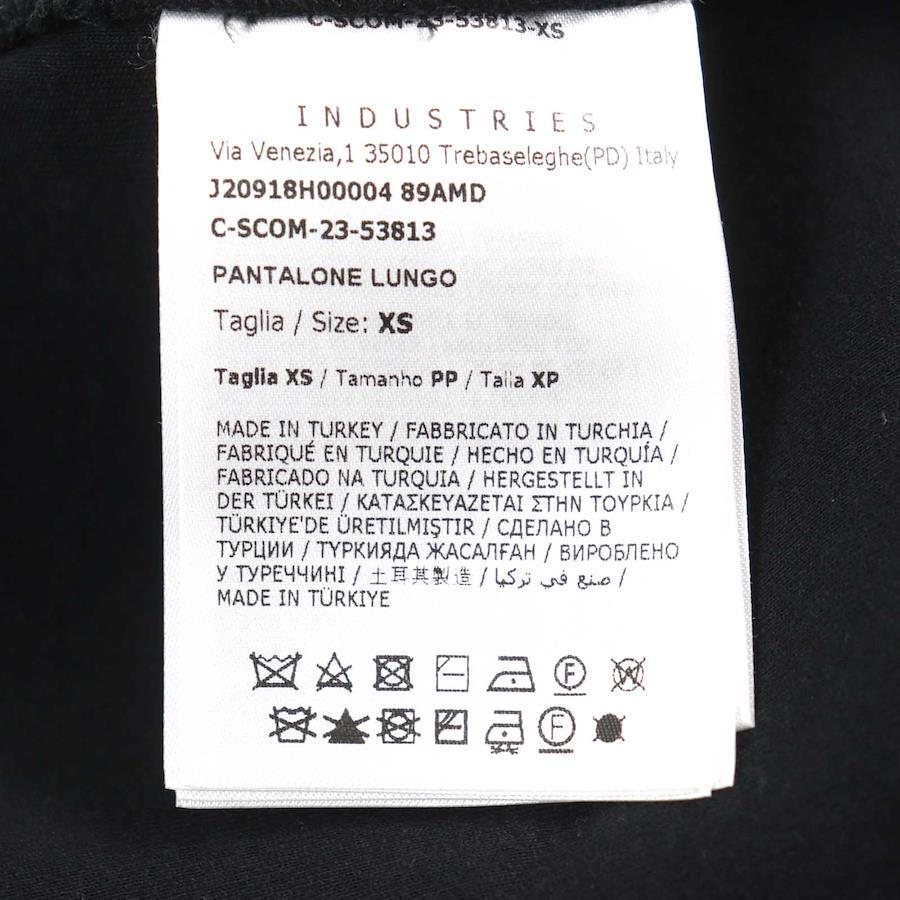 C-SCOM-23-53813-XS
INDUSTRIES
Via Venezia,1 35010 Trebaseleghe(PD) Italy
J20918H00004 89AMD
C-SCOM-23-53813
PANTALONE LUNGO
Taglia / Size: XS
Taglia XS / Tamanho PP / Talla XP
MADE IN TURKEY / FABBRICATO IN TURCHIA /
FABRIQUÉ EN TURQUIE / HECHO EN TURQUÍA /
FABRICADO NA TURQUIA / HERGESTELLT IN
DER TÜRKEI / ΚΑΤΑΣΚΕΥΑΖΕΤΑΙ ΣΤΗΝ ΤΟΥΡΚΙΑ /
TÜRKIYE'DE ÜRETILMIŞTIR / СДЕЛАНО В
ТУРЦИИ / ТҮРКИЯДА ЖАСАЛҒАН / ВИРОБЛЕНО
У ТУРЕЧЧИНІ / 土耳其製造 / صنع في تركيا /
MADE IN TÜRKIYE
F W
F